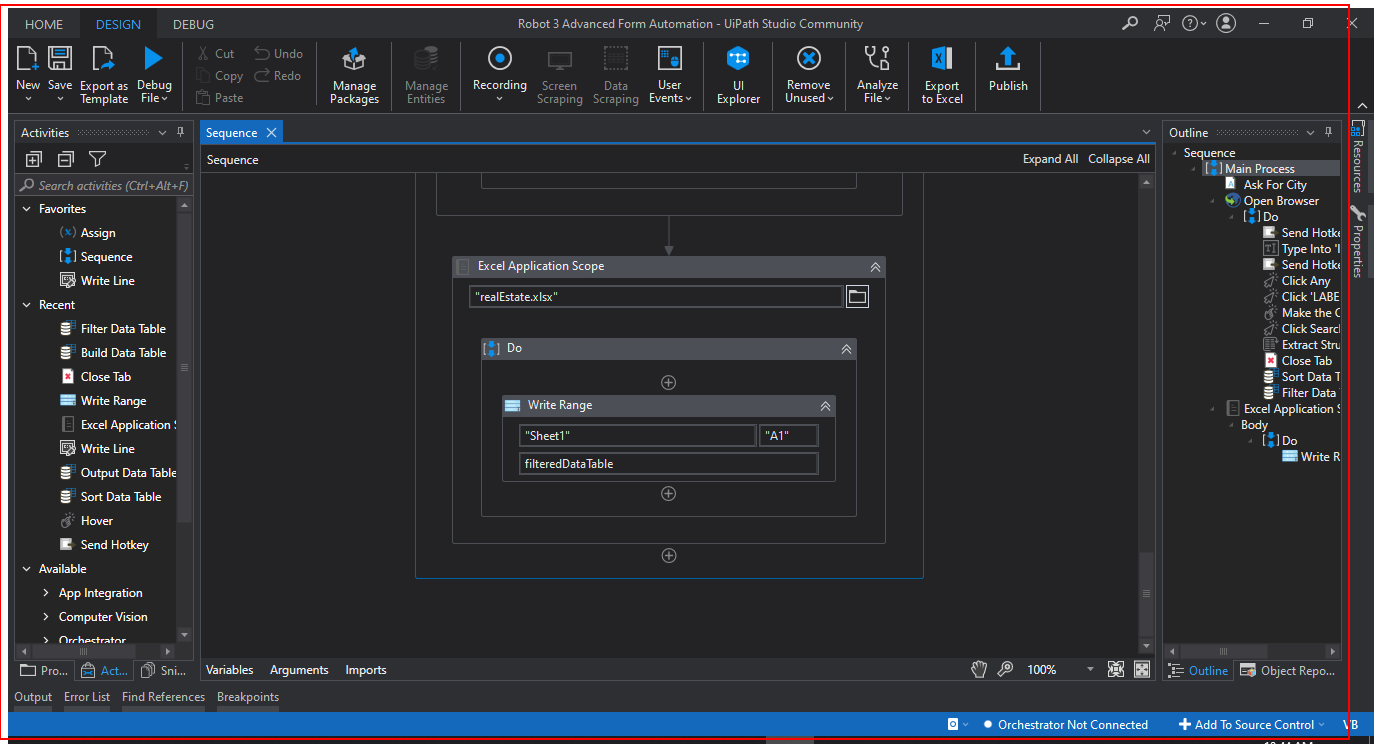 HOME DESIGN DEBUG Robot 3 Advanced Form Automation - UiPath Studio Community
New Save Export as Template Debug File
Cut
Copy
Paste
Undo
Redo
Manage Packages
Manage Entities
Recording
Screen Scraping
Data Scraping
User Events
UI Explorer
Remove Unused
Analyze File
Export to Excel
Publish
Activities
Search activities (Ctrl+Alt+F)
Favorites
Assign
Sequence
Write Line
Recent
Filter Data Table
Build Data Table
Close Tab
Write Range
Excel Application S
Write Line
Output Data Table
Sort Data Table
Hover
Send Hotkey
Available
App Integration
Computer Vision
Orchestrator
Pro... Act... Sni...
Sequence
Sequence Expand All Collapse All
Excel Application Scope
"realEstate.xlsx"
Do
Write Range
"Sheet1" "A1"
filteredDataTable
Variables Arguments Imports 100%
Outline
Sequence
Main Process
Ask For City
Open Browser
Do
Send Hotke
Type Into 'I
Send Hotke
Click Any
Click 'LABE
Make the C
Click Searc
Extract Stru
Close Tab
Sort Data T
Filter Data
Excel Application S
Body
Do
Write R
Outline Object Repo...
Resources
Properties
Output Error List Find References Breakpoints
Orchestrator Not Connected Add To Source Control VB